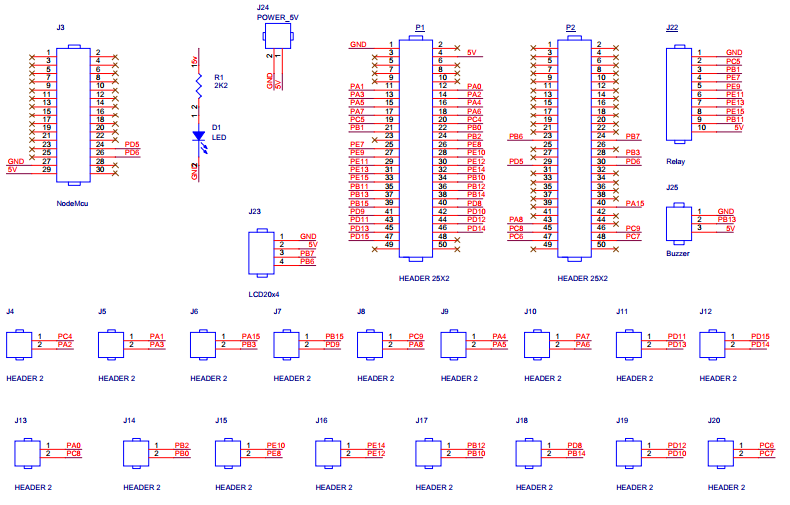 J3
1 2
3 4
5 6
7 8
9 10
11 12
13 14
15 16
17 18
19 20
21 22
23 24 PD5
25 26 PD6
GND 27 28
5V 29 30
NodeMcu
15v
R1
2K2
1 2
D1
LED
1 2
GND
J24
POWER_5V
2 1
GND
5V
J23
1 GND
2 5V
3 PB7
4 PB6
LCD20x4
P1
GND 1 2
3 4 5V
5 6
7 8
9 10
PA1 11 12 PA0
PA3 13 14 PA2
PA5 15 16 PA4
PA7 17 18 PA6
PC5 19 20 PC4
PB1 21 22 PB0
23 24 PB2
PE7 25 26 PE8
PE9 27 28 PE10
PE11 29 30 PE12
PE13 31 32 PE14
PE15 33 34 PB10
PB11 35 36 PB12
PB13 37 38 PB14
PB15 39 40 PD8
PD9 41 42 PD10
PD11 43 44 PD12
PD13 45 46 PD14
PD15 47 48
49 50
HEADER 25X2
P2
1 2
3 4
5 6
7 8
9 10
11 12
13 14
15 16
17 18
19 20
21 22
PB6 23 24 PB7
25 26
27 28 PB3
PD5 29 30 PD6
31 32
33 34
35 36
37 38
39 40 PA15
41 42
PA8 43 44
PC8 45 46 PC9
PC6 47 48 PC7
49 50
HEADER 25X2
J22
1 GND
2 PC5
3 PB1
4 PE7
5 PE9
6 PE11
7 PE13
8 PE15
9 PB11
10 5V
Relay
J25
1 GND
2 PB13
3 5V
Buzzer
J4
1 PC4
2 PA2
HEADER 2
J5
1 PA1
2 PA3
HEADER 2
J6
1 PA15
2 PB3
HEADER 2
J7
1 PB15
2 PD9
HEADER 2
J8
1 PC9
2 PA8
HEADER 2
J9
1 PA4
2 PA5
HEADER 2
J10
1 PA7
2 PA6
HEADER 2
J11
1 PD11
2 PD13
HEADER 2
J12
1 PD15
2 PD14
HEADER 2
J13
1 PA0
2 PC8
HEADER 2
J14
1 PB2
2 PB0
HEADER 2
J15
1 PE10
2 PE8
HEADER 2
J16
1 PE14
2 PE12
HEADER 2
J17
1 PB12
2 PB10
HEADER 2
J18
1 PD8
2 PB14
HEADER 2
J19
1 PD12
2 PD10
HEADER 2
J20
1 PC6
2 PC7
HEADER 2